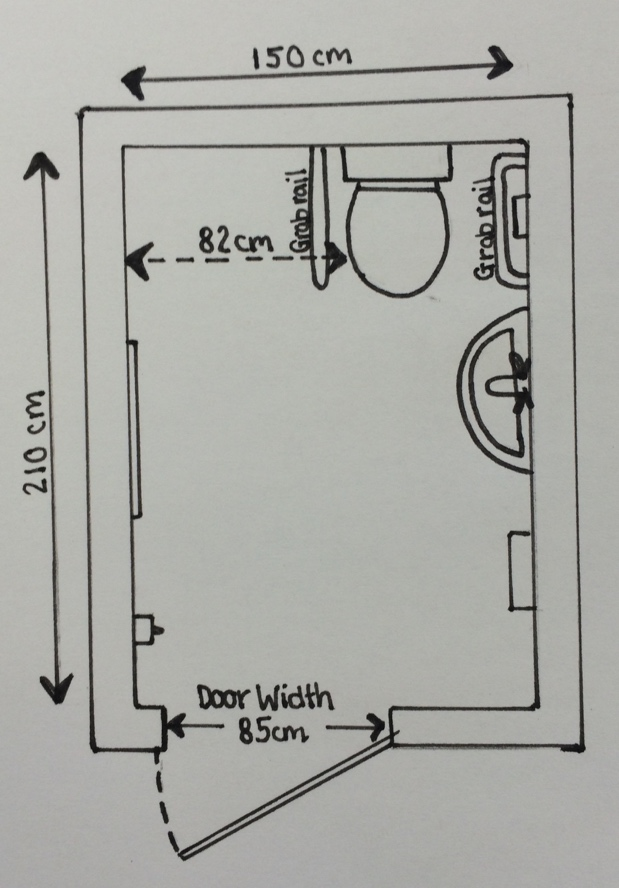 150 cm
82cm
Grab rail
Grab rail
210 cm
Door Width
85cm